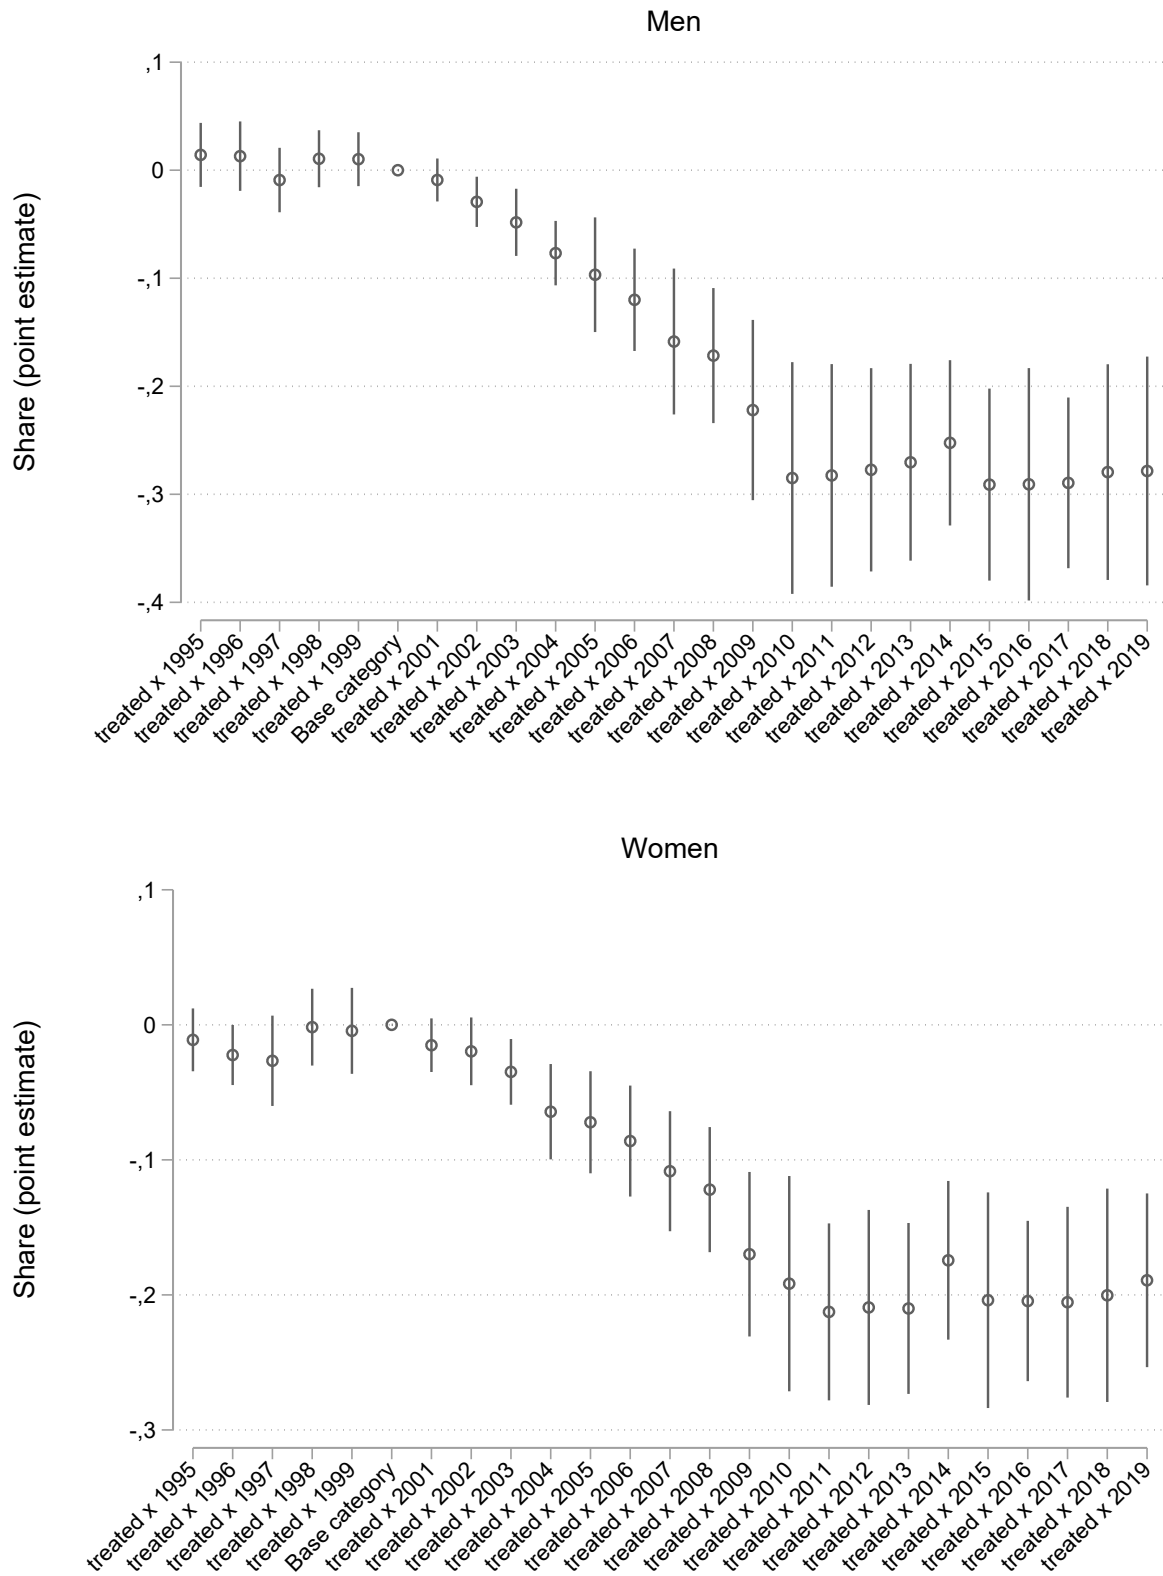 Men
Share (point estimate)
,1
0
-,1
-,2
-,3
-,4
treated x 1995
treated x 1996
treated x 1997
treated x 1998
treated x 1999
Base category
treated x 2001
treated x 2002
treated x 2003
treated x 2004
treated x 2005
treated x 2006
treated x 2007
treated x 2008
treated x 2009
treated x 2010
treated x 2011
treated x 2012
treated x 2013
treated x 2014
treated x 2015
treated x 2016
treated x 2017
treated x 2018
treated x 2019
Women
Share (point estimate)
,1
0
-,1
-,2
-,3
treated x 1995
treated x 1996
treated x 1997
treated x 1998
treated x 1999
Base category
treated x 2001
treated x 2002
treated x 2003
treated x 2004
treated x 2005
treated x 2006
treated x 2007
treated x 2008
treated x 2009
treated x 2010
treated x 2011
treated x 2012
treated x 2013
treated x 2014
treated x 2015
treated x 2016
treated x 2017
treated x 2018
treated x 2019